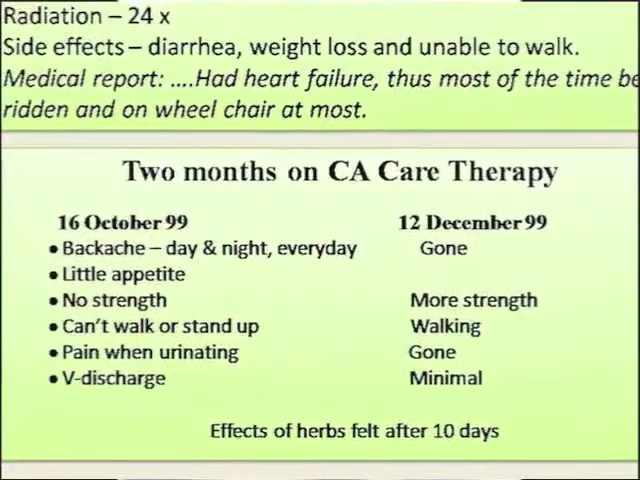 Radiation – 24 x
Side effects – diarrhea, weight loss and unable to walk.
Medical report: ....Had heart failure, thus most of the time be
ridden and on wheel chair at most.
Two months on CA Care Therapy
16 October 99 12 December 99
• Backache – day & night, everyday Gone
• Little appetite
• No strength More strength
• Can't walk or stand up Walking
• Pain when urinating Gone
• V-discharge Minimal
Effects of herbs felt after 10 days